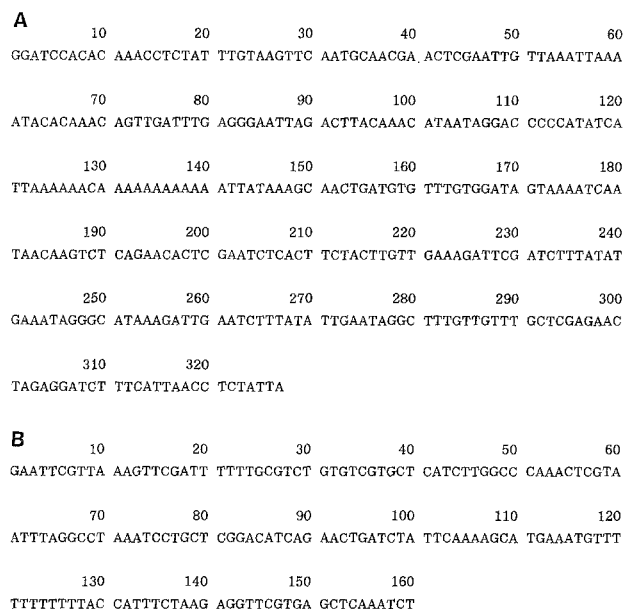 A
10 20 30 40 50 60
GGATCCACAC AAACCTCTAT TTGTAAGTTC AATGCAACGA ACTCGAATTG TTAAATTAAA
70 80 90 100 110 120
ATACACAAAC AGTTGATTTG AGGGAATTAG ACTTACAAAC ATAATAGGAC CCCCATATCA
130 140 150 160 170 180
TTAAAAAACA AAAAAAAAAA ATTATAAAGC AACTGATGTG TTTGTGGATA GTAAAATCAA
190 200 210 220 230 240
TAACAAGTCT CAGAACACTC GAATCTCACT TCTACTTGTT GAAAGATTCG ATCTTTATAT
250 260 270 280 290 300
GAAATAGGGC ATAAAGATTG AATCTTTATA TTGAATAGGC TTTGTTGTTT GCTCGAGAAC
310 320
TAGAGGATCT TTCATTAACC TCTATTA
B
10 20 30 40 50 60
GAATTCGTTA AAGTTCGATT TTTTGCGTCT GTGTCGTGCT CATCTTGGCC CAAACTCGTA
70 80 90 100 110 120
ATTTAGGCCT AAATCCTGCT CGGACATCAG AACTGATCTA TTCAAAAGCA TGAAATGTTT
130 140 150 160
TTTTTTTTAC CATTTCTAAG AGGTTCGTGA GCTCAAATCT